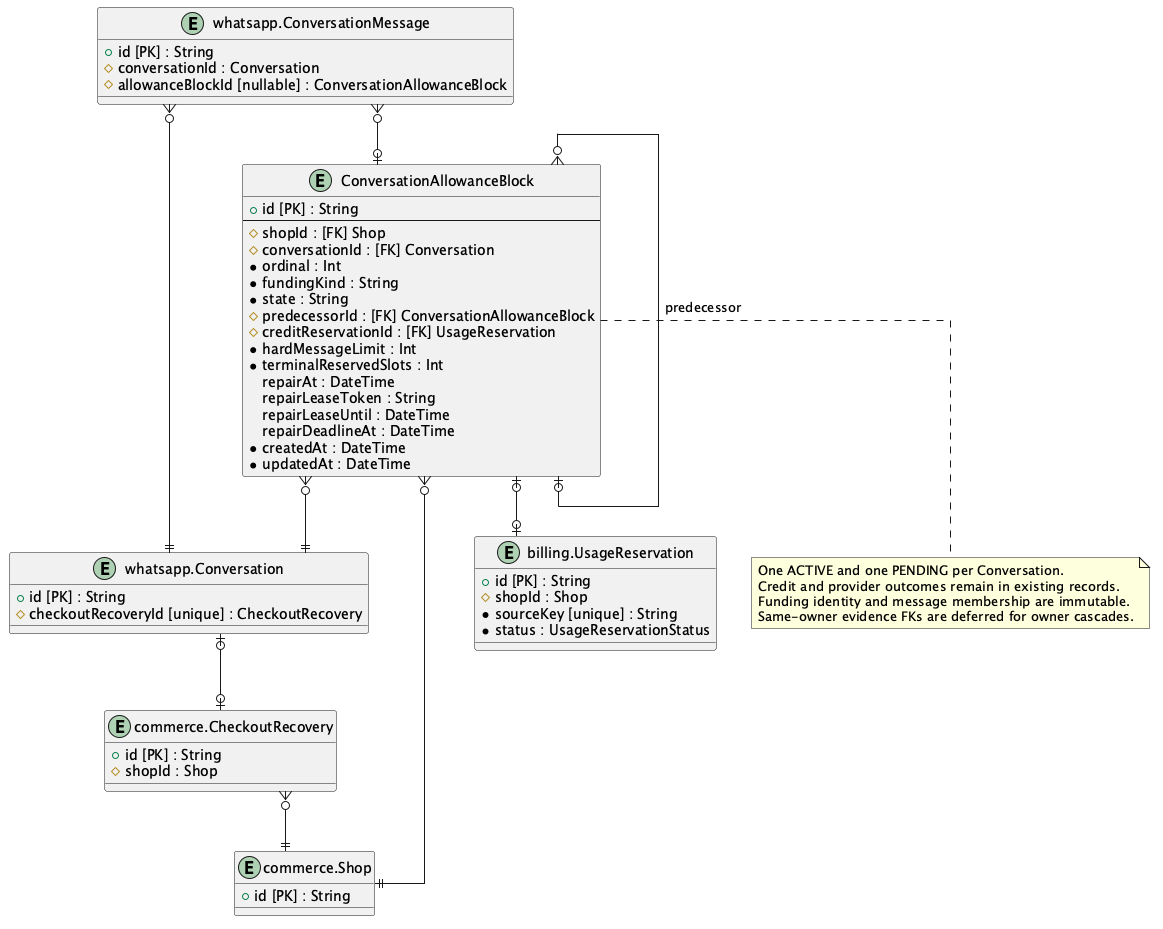 E whatsapp.ConversationMessage
id [PK] : String
conversationId : Conversation
allowanceBlockId [nullable] : ConversationAllowanceBlock
E ConversationAllowanceBlock
id [PK] : String
shopId : [FK] Shop
conversationId : [FK] Conversation
ordinal : Int
fundingKind : String
state : String
predecessorId : [FK] ConversationAllowanceBlock
creditReservationId : [FK] UsageReservation
hardMessageLimit : Int
terminalReservedSlots : Int
repairAt : DateTime
repairLeaseToken : String
repairLeaseUntil : DateTime
repairDeadlineAt : DateTime
createdAt : DateTime
updatedAt : DateTime
predecessor
E whatsapp.Conversation
id [PK] : String
checkoutRecoveryId [unique] : CheckoutRecovery
E billing.UsageReservation
id [PK] : String
shopId : Shop
sourceKey [unique] : String
status : UsageReservationStatus
One ACTIVE and one PENDING per Conversation.
Credit and provider outcomes remain in existing records.
Funding identity and message membership are immutable.
Same-owner evidence FKs are deferred for owner cascades.
E commerce.CheckoutRecovery
id [PK] : String
shopId : Shop
E commerce.Shop
id [PK] : String